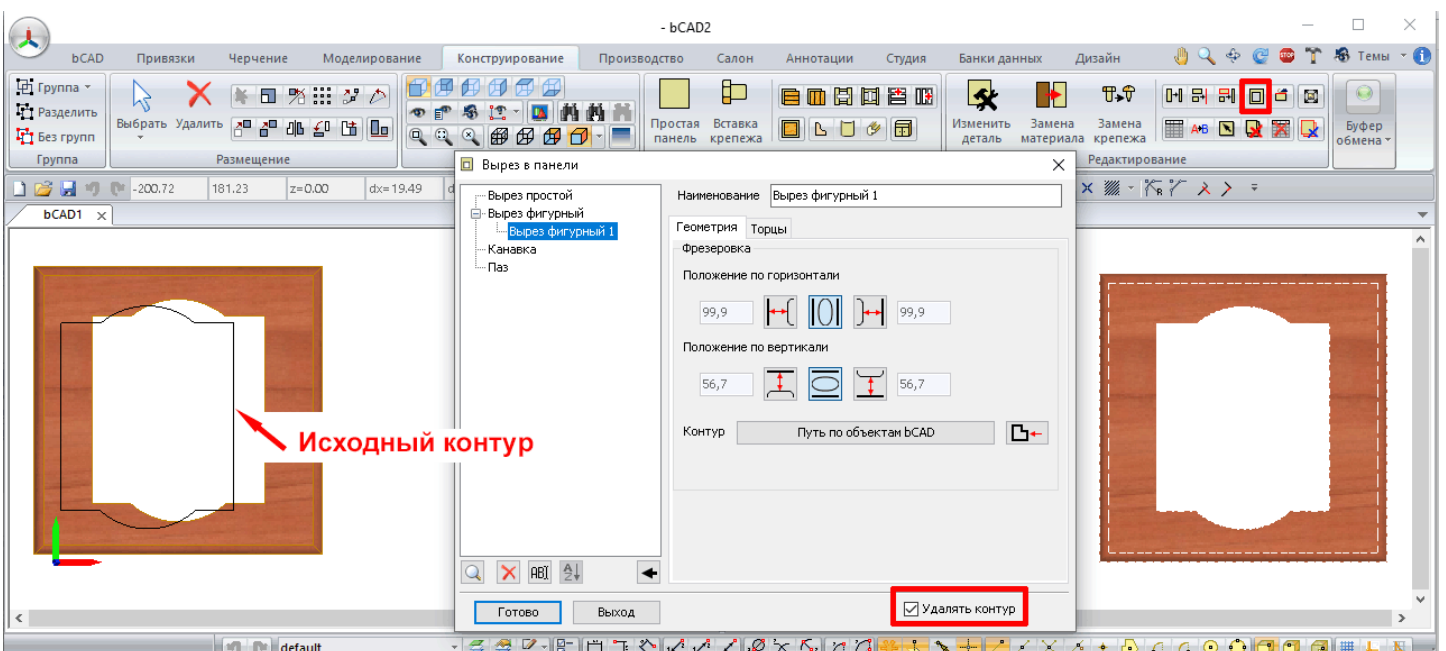 - bCAD2
bCAD Привязки Черчение Моделирование Конструирование Производство Салон Аннотации Студия Банки данных Дизайн STOP Темы
Группа
Разделить
Без групп
Группа
Выбрать Удалить
Размещение
Простая панель
Вставка крепежа
Изменить деталь
Замена материала
Замена крепежа
A+B
Редактирование
Буфер обмена
-200.72 181.23 z=0.00 dx=19.49
bCAD1 x
Вырез в панели
Вырез простой
Вырез фигурный
Вырез фигурный 1
Канавка
Паз
Наименование Вырез фигурный 1
Геометрия Торцы
Фрезеровка
Положение по горизонтали
99,9 99,9
Положение по вертикали
56,7 56,7
Контур Путь по объектам bCAD
Исходный контур
Готово Выход Удалять контур
default